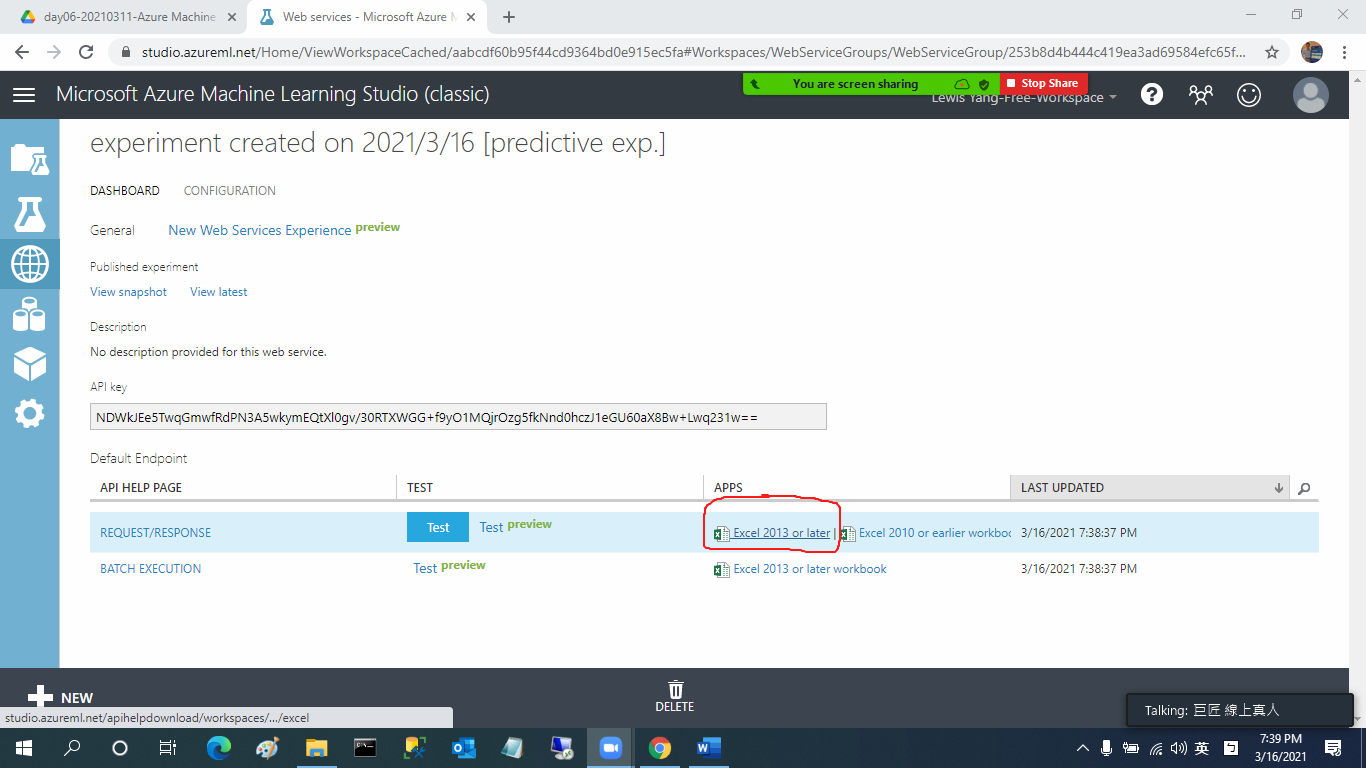 day06-20210311-Azure Machine
Web services - Microsoft Azure M
studio.azureml.net/Home/ViewWorkspaceCached/aabcdf60b95f44cd9364bd0e915ec5fa#Workspaces/WebServiceGroups/WebServiceGroup/253b8d4b444c419ea3ad69584efc65f...
Microsoft Azure Machine Learning Studio (classic)
You are screen sharing
Stop Share
Lewis Yang-Free-Workspace
experiment created on 2021/3/16 [predictive exp.]
DASHBOARD CONFIGURATION
General New Web Services Experience preview
Published experiment
View snapshot View latest
Description
No description provided for this web service.
API key
NDWkJEe5TwqGmwfRdPN3A5wkymEQtXl0gv/30RTXWGG+f9yO1MQjrOzg5fkNnd0hczJ1eGU60aX8Bw+Lwq231w==
Default Endpoint
API HELP PAGE TEST APPS LAST UPDATED
REQUEST/RESPONSE Test Test preview Excel 2013 or later | Excel 2010 or earlier workboo 3/16/2021 7:38:37 PM
BATCH EXECUTION Test preview Excel 2013 or later workbook 3/16/2021 7:38:37 PM
NEW
DELETE
studio.azureml.net/apihelpdownload/workspaces/.../excel
Talking: 巨匠 線上真人
英
7:39 PM
3/16/2021